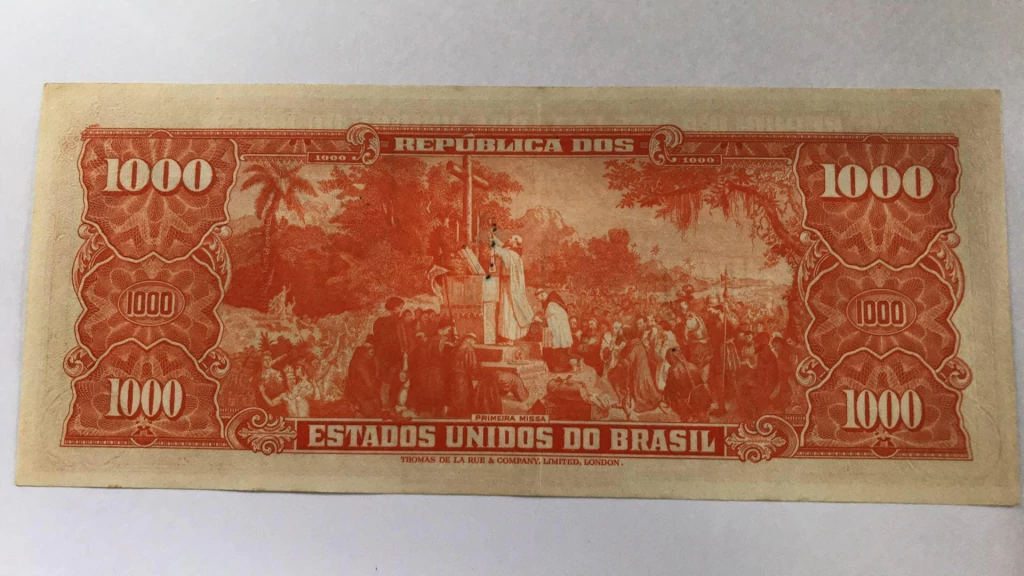 REPÚBLICA DOS
1000 1000
1000 1000
1000 1000
1000 1000
PRIMEIRA MISSA
ESTADOS UNIDOS DO BRASIL
THOMAS DE LA RUE & COMPANY, LIMITED, LONDON.